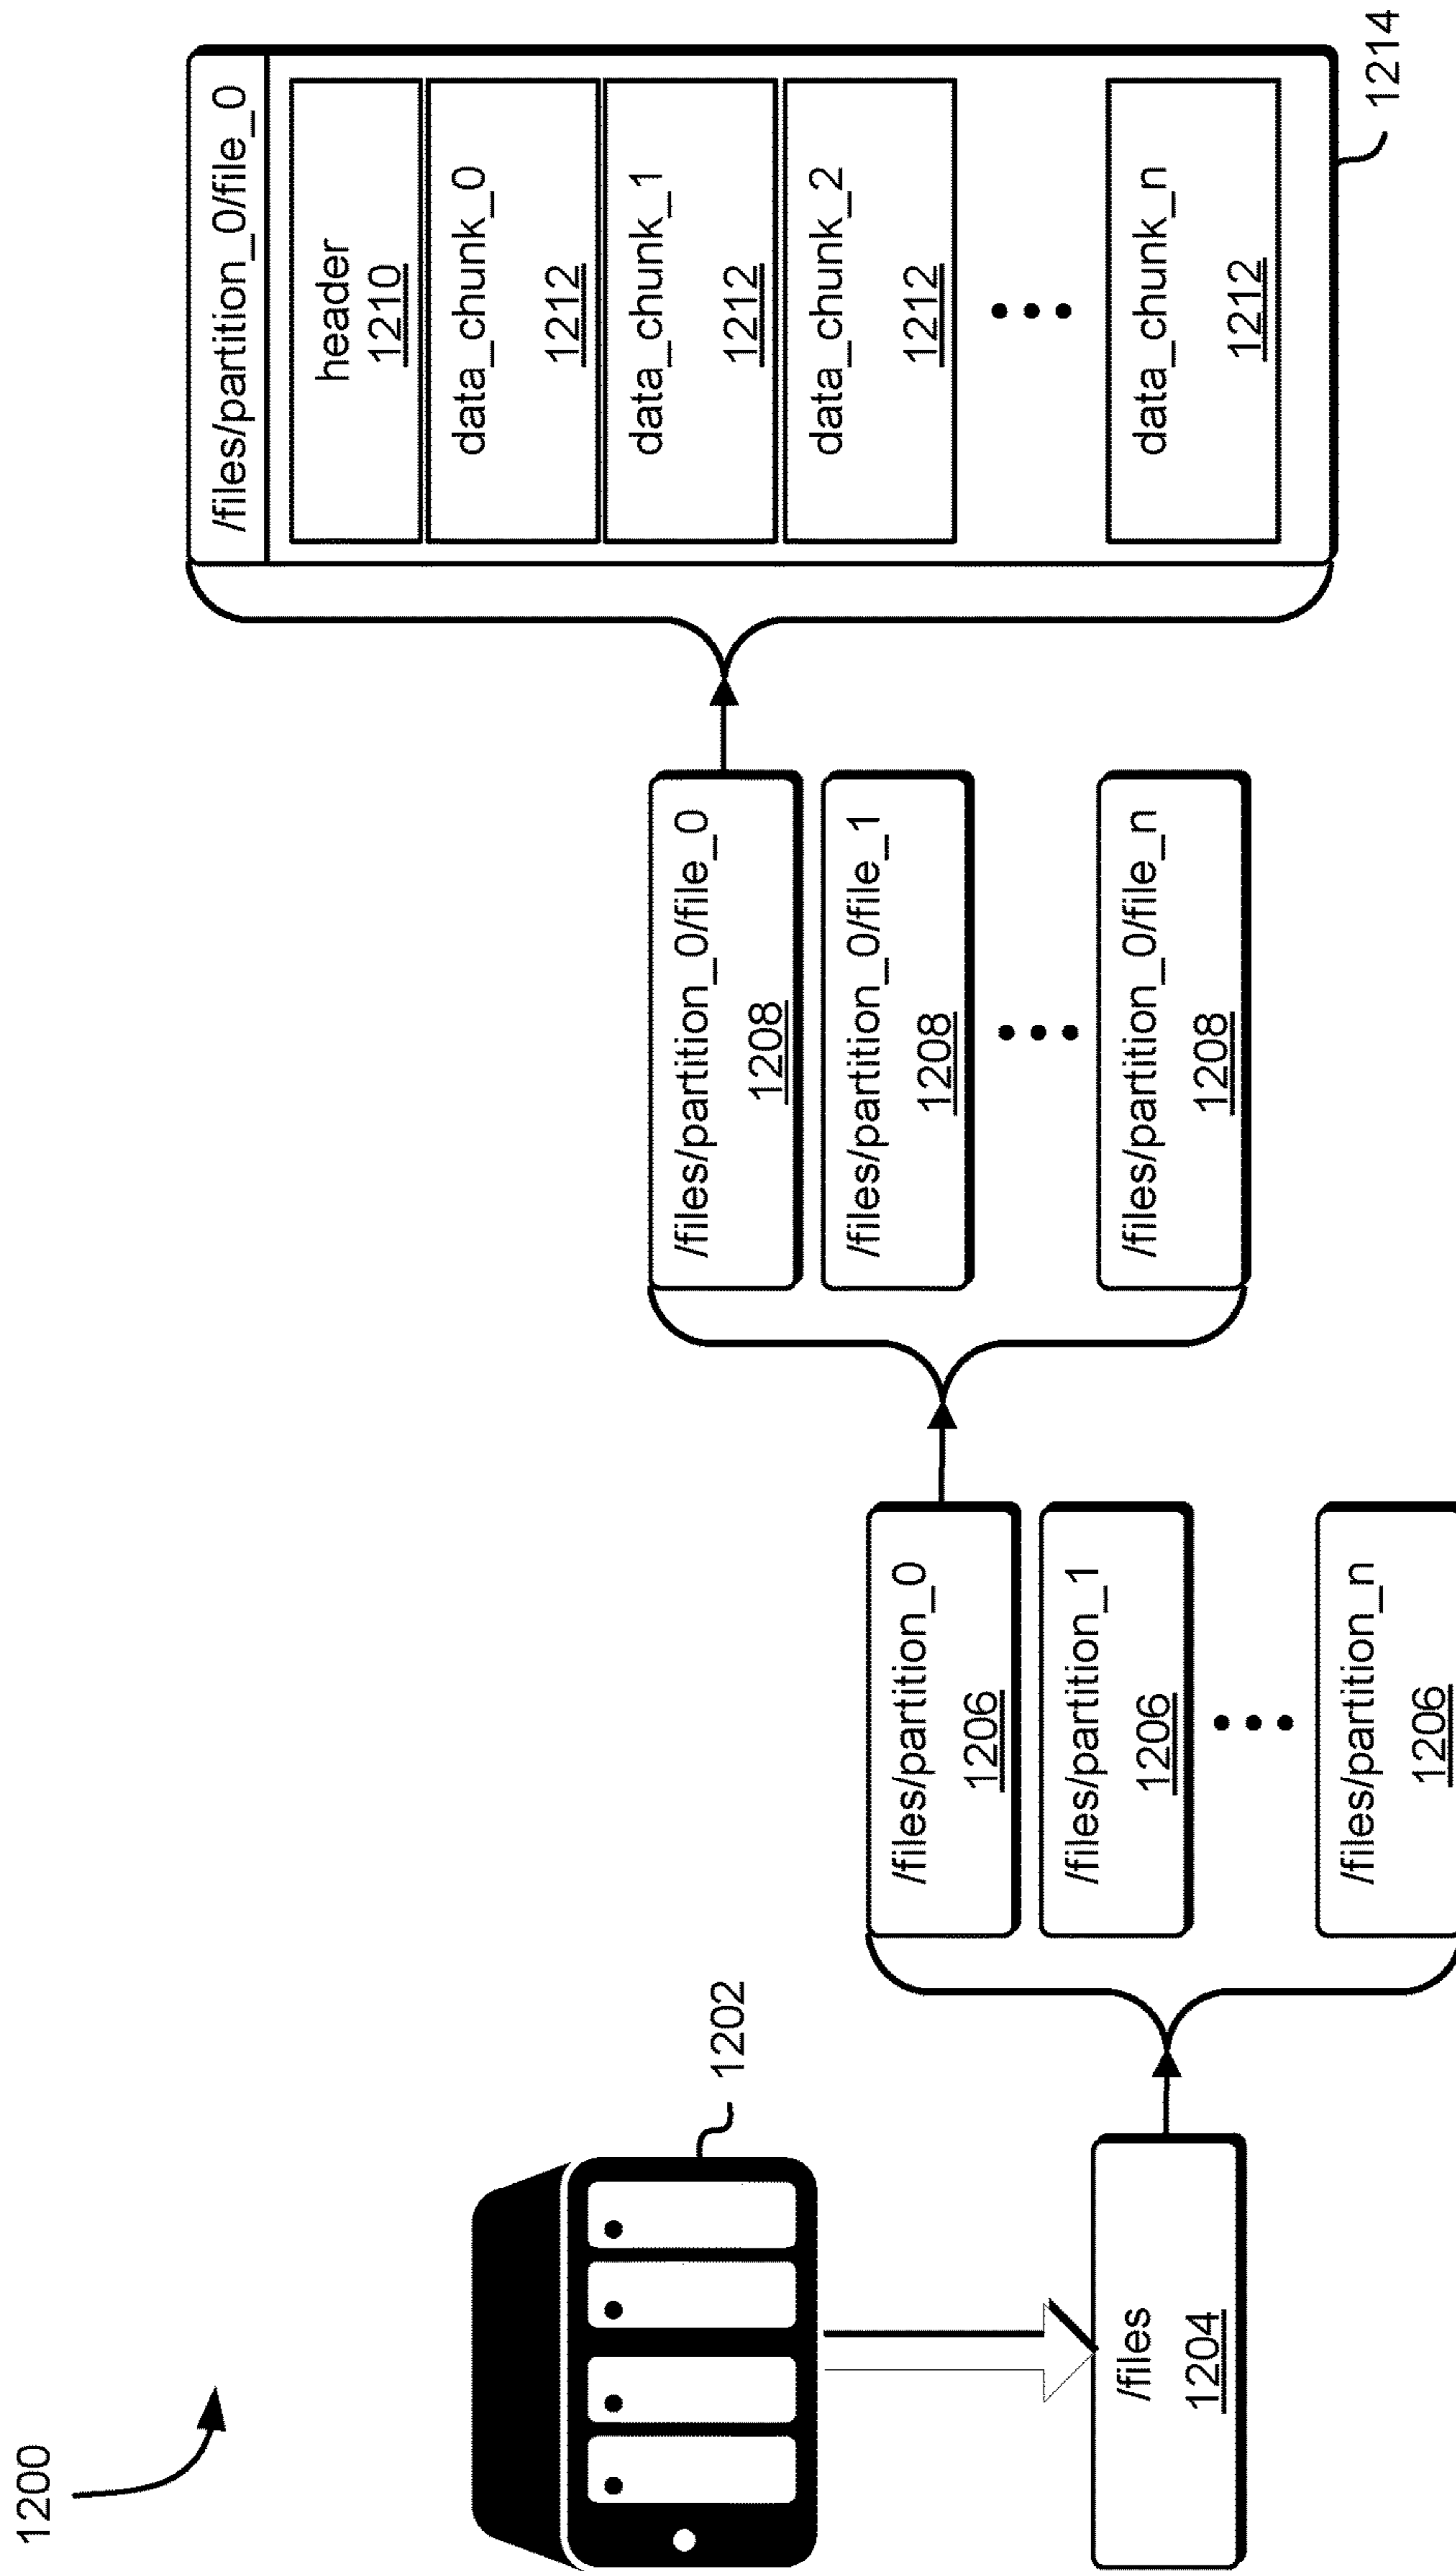 1200
1202
/files
1204
/files/partition_0
1206
/files/partition_1
1206
/files/partition_n
1206
/files/partition_0/file_0
1208
/files/partition_0/file_1
1208
/files/partition_0/file_n
1208
/files/partition_0/file_0
header
1210
data_chunk_0
1212
data_chunk_1
1212
data_chunk_2
1212
data_chunk_n
1212
1214